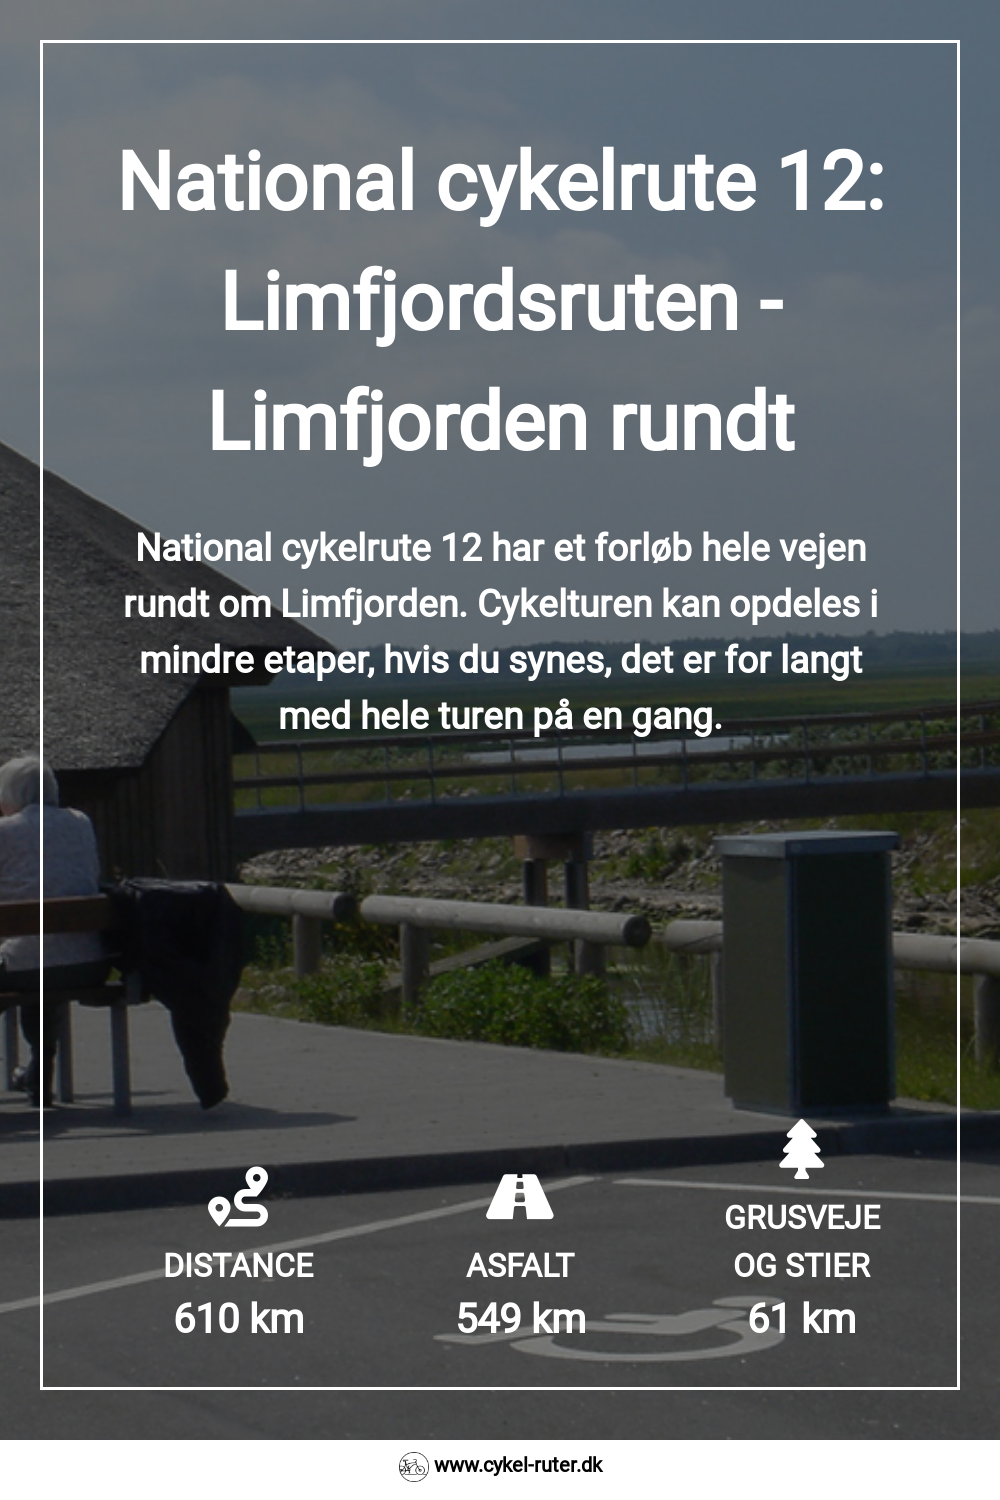 National cykelrute 12:
Limfjordsruten -
Limfjorden rundt
National cykelrute 12 har et forløb hele vejen
rundt om Limfjorden. Cykelturen kan opdeles i
mindre etaper, hvis du synes, det er for langt
med hele turen på en gang.
DISTANCE
610 km
ASFALT
549 km
GRUSVEJE
OG STIER
61 km
www.cykel-ruter.dk